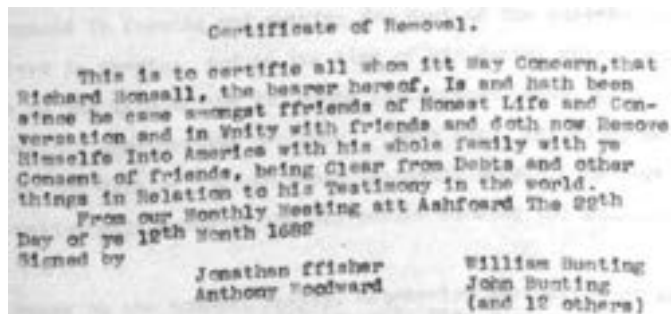 Certificate of Removal.
This is to certifie all whom itt May Concern, that
Richard Bonsall, the bearer hereof, Is and hath been
since he came amongst ffriends of Honest Life and Con-
versation and in Vnity with friends and doth now Remove
Himselfe Into America with his whole family with ye
Consent of friends, being Clear from Debts and other
things in Relation to his Testimony in the world.
From our Monthly Meeting att Ashfoard The 22th
Day of ye 12th Month 1682
Signed by
Jonathan ffisher William Bunting
Anthony Woodward John Bunting
(and 12 others)